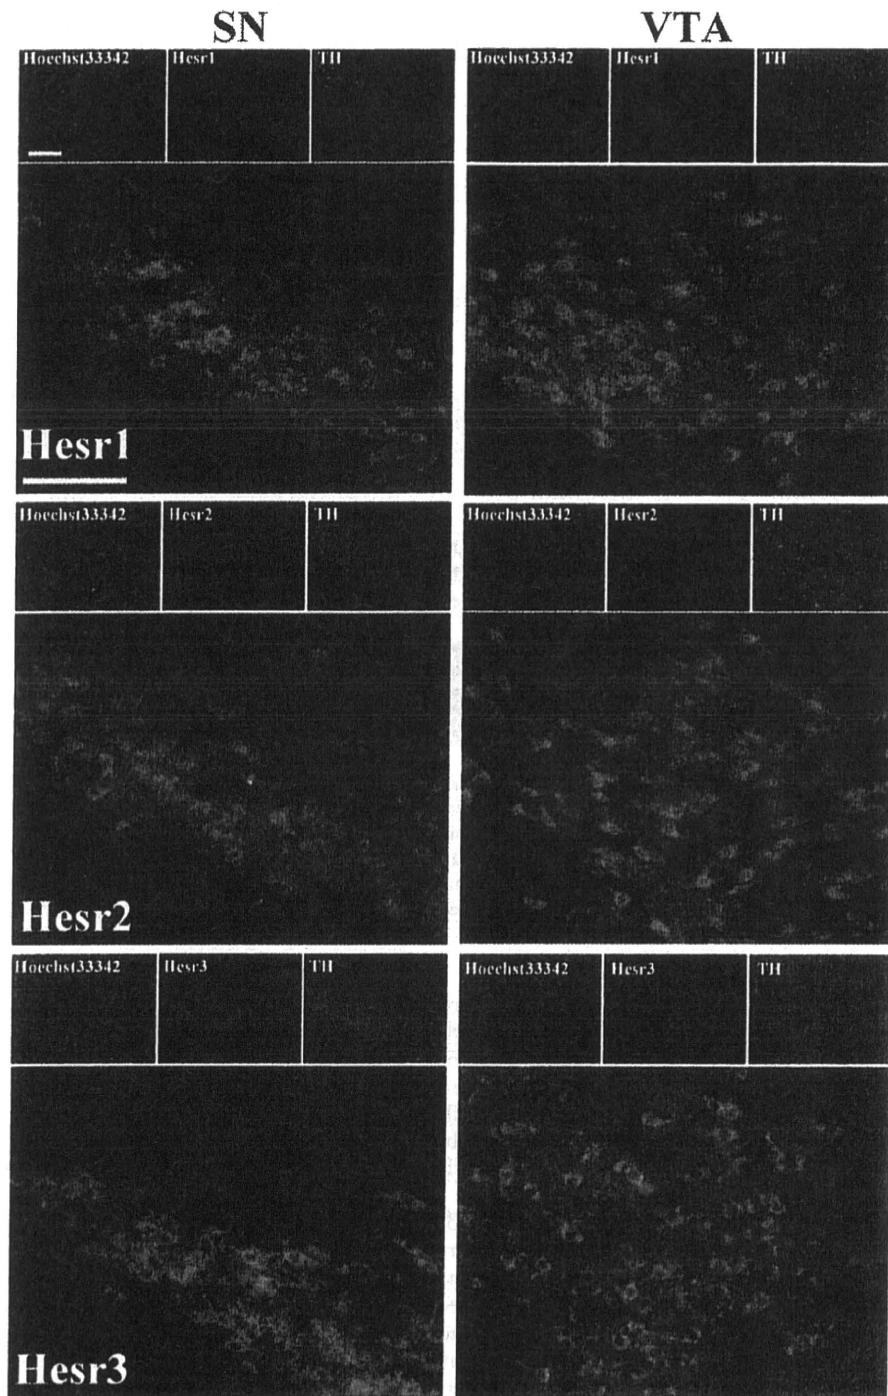 SN VTA
Hoechst33342 Hesr1 TH Hoechst33342 Hesr1 TH
Hesr1
Hoechst33342 Hesr2 TH Hoechst33342 Hesr2 TH
Hesr2
Hoechst33342 Hesr3 TH Hoechst33342 Hesr3 TH
Hesr3